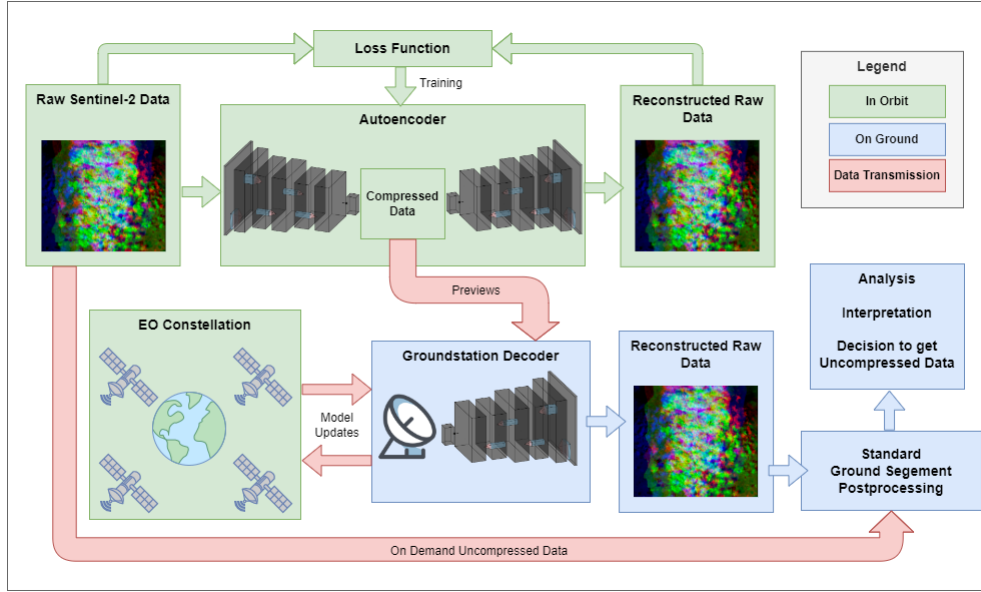 Loss Function
Training
Raw Sentinel-2 Data
Autoencoder
Compressed
Data
Reconstructed Raw
Data
Legend
In Orbit
On Ground
Data Transmission
Previews
EO Constellation
Model
Updates
Groundstation Decoder
Reconstructed Raw
Data
Analysis
Interpretation
Decision to get
Uncompressed Data
Standard
Ground Segement
Postprocessing
On Demand Uncompressed Data